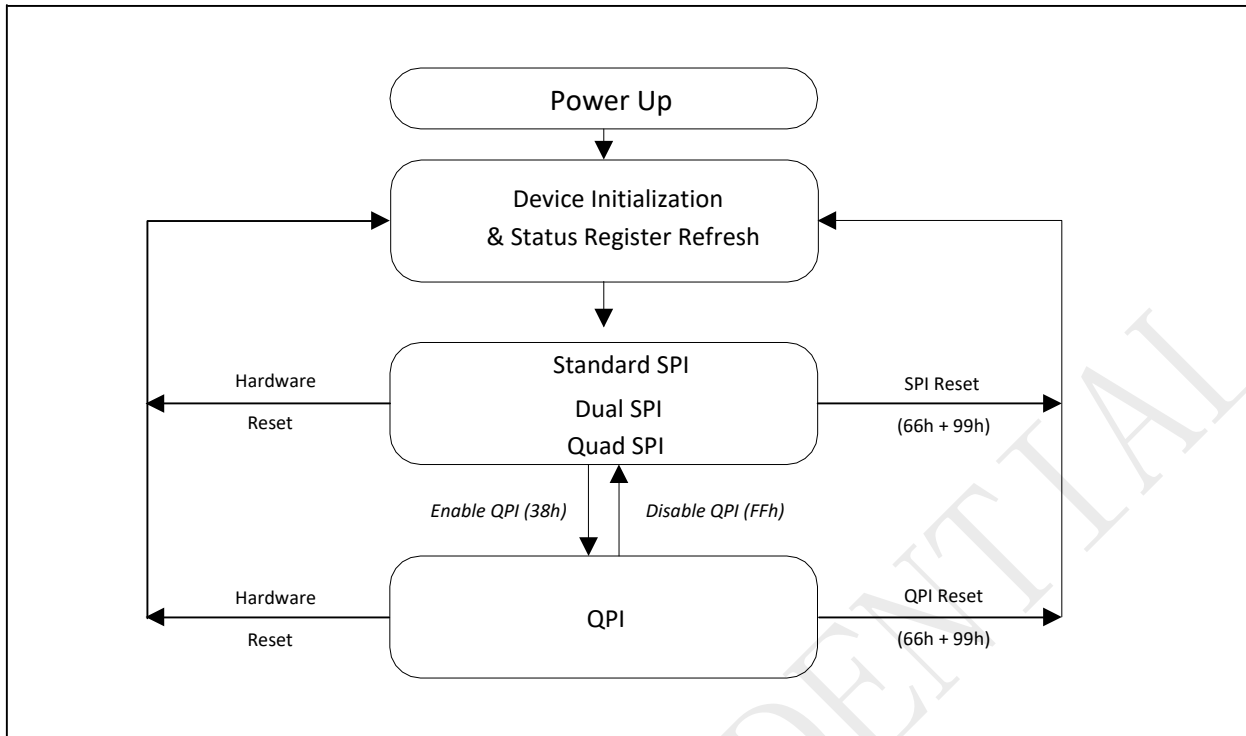 Power Up
Device Initialization
& Status Register Refresh
Standard SPI
Dual SPI
Quad SPI
Hardware
Reset
SPI Reset
(66h + 99h)
Enable QPI (38h)
Disable QPI (FFh)
QPI
Hardware
Reset
QPI Reset
(66h + 99h)
DENTIAL